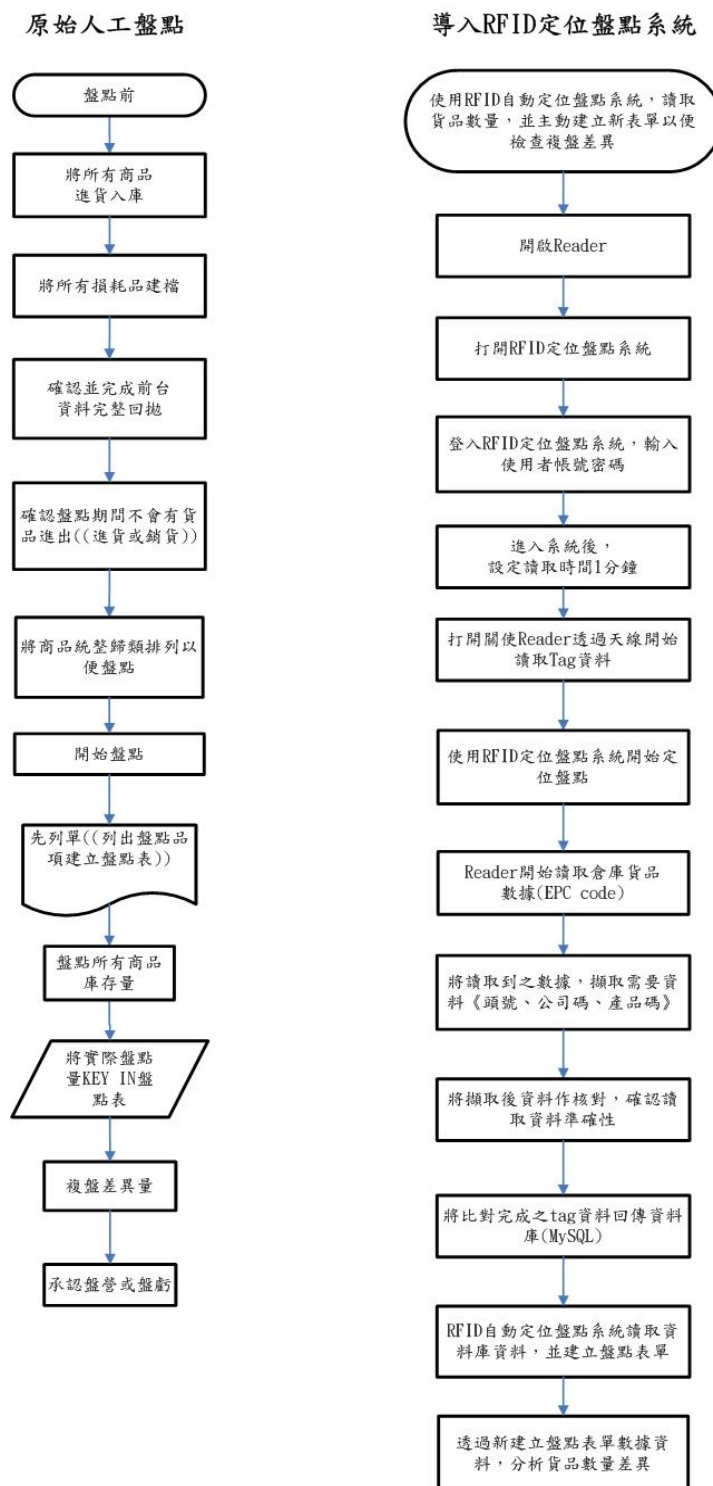 原始人工盤點
盤點前
將所有商品
進貨入庫
將所有損耗品建檔
確認並完成前台
資料完整回拋
確認盤點期間不會有貨
品進出((進貨或銷貨))
將商品統整歸類排列以
便盤點
開始盤點
先列單((列出盤點品
項建立盤點表))
盤點所有商品
庫存量
將實際盤點
量KEY IN盤
點表
複盤差異量
承認盤營或盤虧
導入RFID定位盤點系統
使用RFID自動定位盤點系統，讀取
貨品數量，並主動建立新表單以便
檢查複盤差異
開啟Reader
打開RFID定位盤點系統
登入RFID定位盤點系統，輸入
使用者帳號密碼
進入系統後，
設定讀取時間1分鐘
打開關使Reader透過天線開始
讀取Tag資料
使用RFID定位盤點系統開始定
位盤點
Reader開始讀取倉庫貨品
數據(EPC code)
將讀取到之數據，擷取需要資
料《頭號、公司碼、產品碼》
將擷取後資料作核對，確認讀
取資料準確性
將比對完成之tag資料回傳資料
庫(MySQL)
RFID自動定位盤點系統讀取資
料庫資料，並建立盤點表單
透過新建立盤點表單數據資
料，分析貨品數量差異